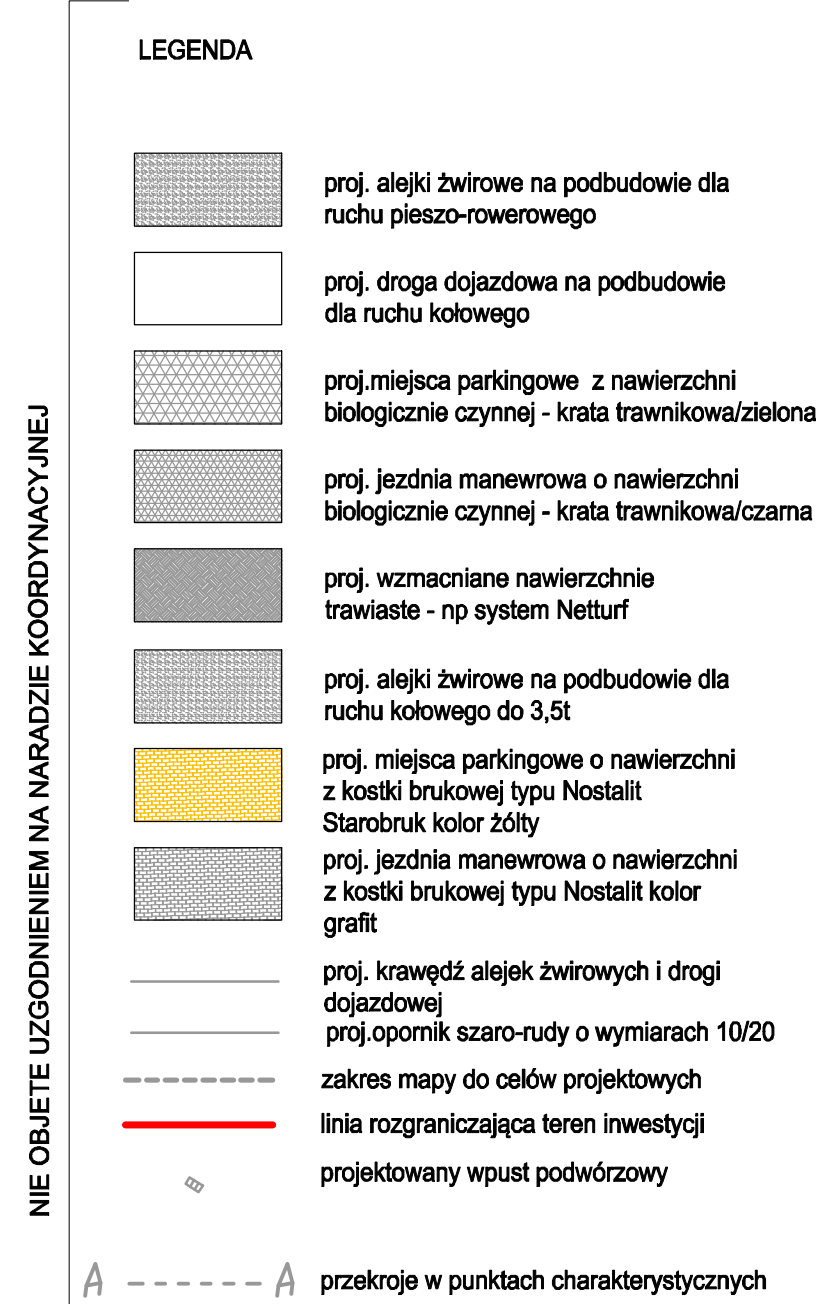 LEGENDA
proj. alejki żwirowe na podbudowie dla
ruchu pieszo-rowerowego
proj. droga dojazdowa na podbudowie
dla ruchu kołowego
proj.miejsca parkingowe z nawierzchni
biologicznie czynnej - krata trawnikowa/zielona
proj. jezdnia manewrowa o nawierzchni
biologicznie czynnej - krata trawnikowa/czarna
proj. wzmacniane nawierzchnie
trawiaste - np system Netturf
proj. alejki żwirowe na podbudowie dla
ruchu kołowego do 3,5t
proj. miejsca parkingowe o nawierzchni
z kostki brukowej typu Nostalit
Starobruk kolor żólty
proj. jezdnia manewrowa o nawierzchni
z kostki brukowej typu Nostalit kolor
grafit
proj. krawędź alejek żwirowych i drogi
dojazdowej
proj.opornik szaro-rudy o wymiarach 10/20
zakres mapy do celów projektowych
linia rozgraniczająca teren inwestycji
projektowany wpust podwórzowy
A A przekroje w punktach charakterystycznych
NIE OBJETE UZGODNIENIEM NA NARADZIE KOORDYNACYJNEJ